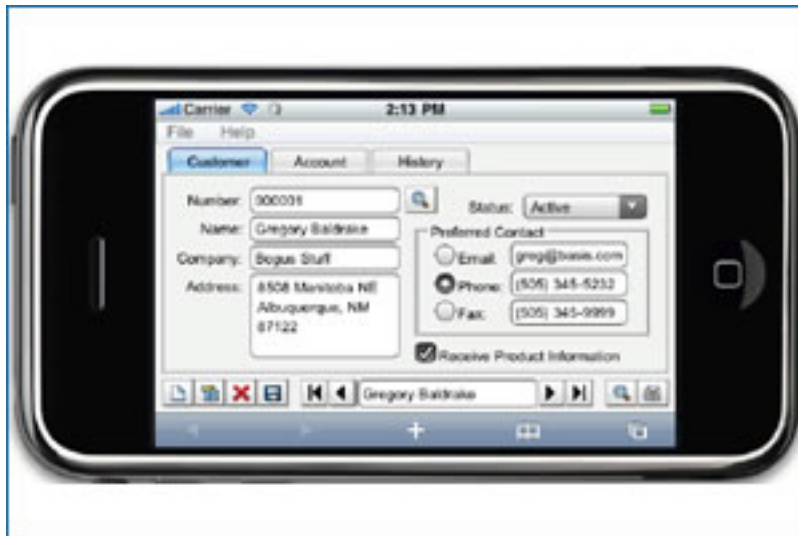 Carrier 2:13 PM
File Help
Customer Account History
Number: 000001 Status: Active
Name: Gregory Baldrake Preferred Contact
Company: Bogus Stuff Email: greg@basis.com
Address: 8508 Manitoba NE Phone: (505) 345-5232
Albuquerque, NM Fax: (505) 345-9999
87122
Receive Product Information
Gregory Baldrake